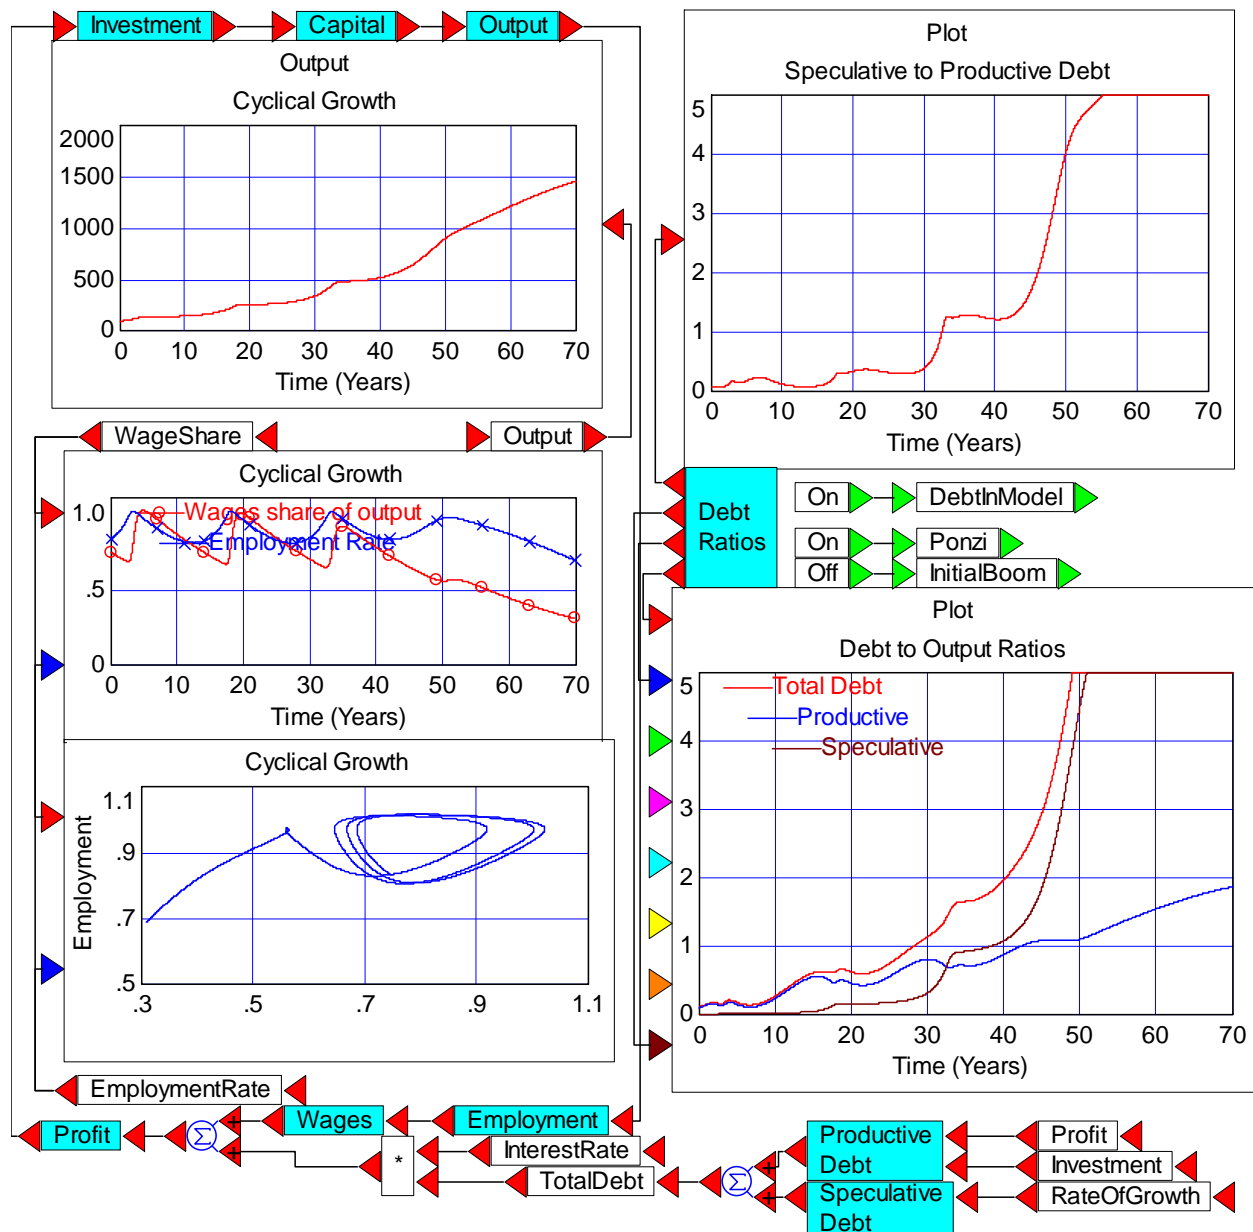 Investment
Capital
Output
Output
Cyclical Growth
2000
1500
1000
500
0
0 10 20 30 40 50 60 70
Time (Years)
Plot
Speculative to Productive Debt
5
4
3
2
1
0
0 10 20 30 40 50 60 70
Time (Years)
WageShare
Output
Cyclical Growth
1.0
Wages share of output
Employment Rate
.5
0
0 10 20 30 40 50 60 70
Time (Years)
Debt
Ratios
On
DebtInModel
On
Ponzi
Off
InitialBoom
Cyclical Growth
Employment
1.1
.9
.7
.5
.3 .5 .7 .9 1.1
Plot
Debt to Output Ratios
Total Debt
Productive
Speculative
5
4
3
2
1
0
0 10 20 30 40 50 60 70
Time (Years)
EmploymentRate
Profit
Σ
+
+
Wages
Employment
*
InterestRate
TotalDebt
Σ
+
+
Productive
Debt
Speculative
Debt
Profit
Investment
RateOfGrowth